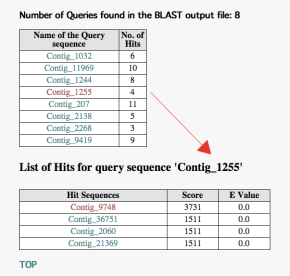 Number of Queries found in the BLAST output file: 8
Name of the Query sequence No. of Hits
Contig_1032 6
Contig_11969 10
Contig_1244 8
Contig_1255 4
Contig_207 11
Contig_2138 5
Contig_2268 3
Contig_9419 9
List of Hits for query sequence 'Contig_1255'
Hit Sequences Score E Value
Contig_9748 3731 0.0
Contig_36751 1511 0.0
Contig_2060 1511 0.0
Contig_21369 1511 0.0
TOP